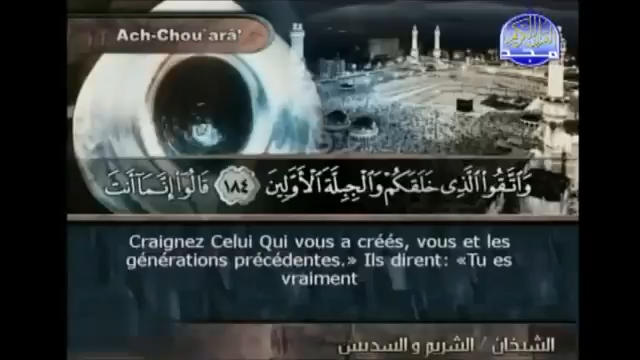 Ach-Chou`arâ'
مجد
وَٱتَّقُوا۟ ٱلَّذِى خَلَقَكُمْ وَٱلْجِبِلَّةَ ٱلْأَوَّلِينَ ١٨٤ قَالُوٓا۟ إِنَّمَآ أَنتَ
Craignez Celui Qui vous a créés, vous et les
générations précédentes.» Ils dirent: «Tu es
vraiment
الشيخان / الشريم و السديس